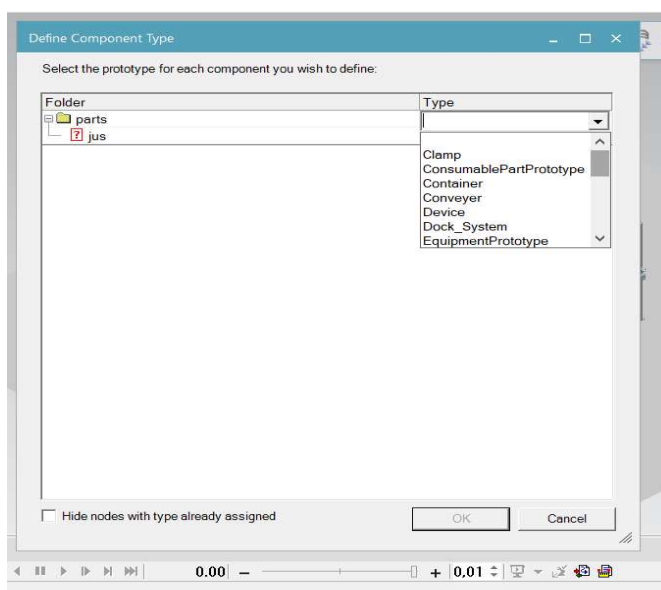 Define Component Type
Select the prototype for each component you wish to define:
Folder Type
parts
? jus
Clamp
ConsumablePartPrototype
Container
Conveyer
Device
Dock_System
EquipmentPrototype
Hide nodes with type already assigned
OK Cancel
0.00 0,01